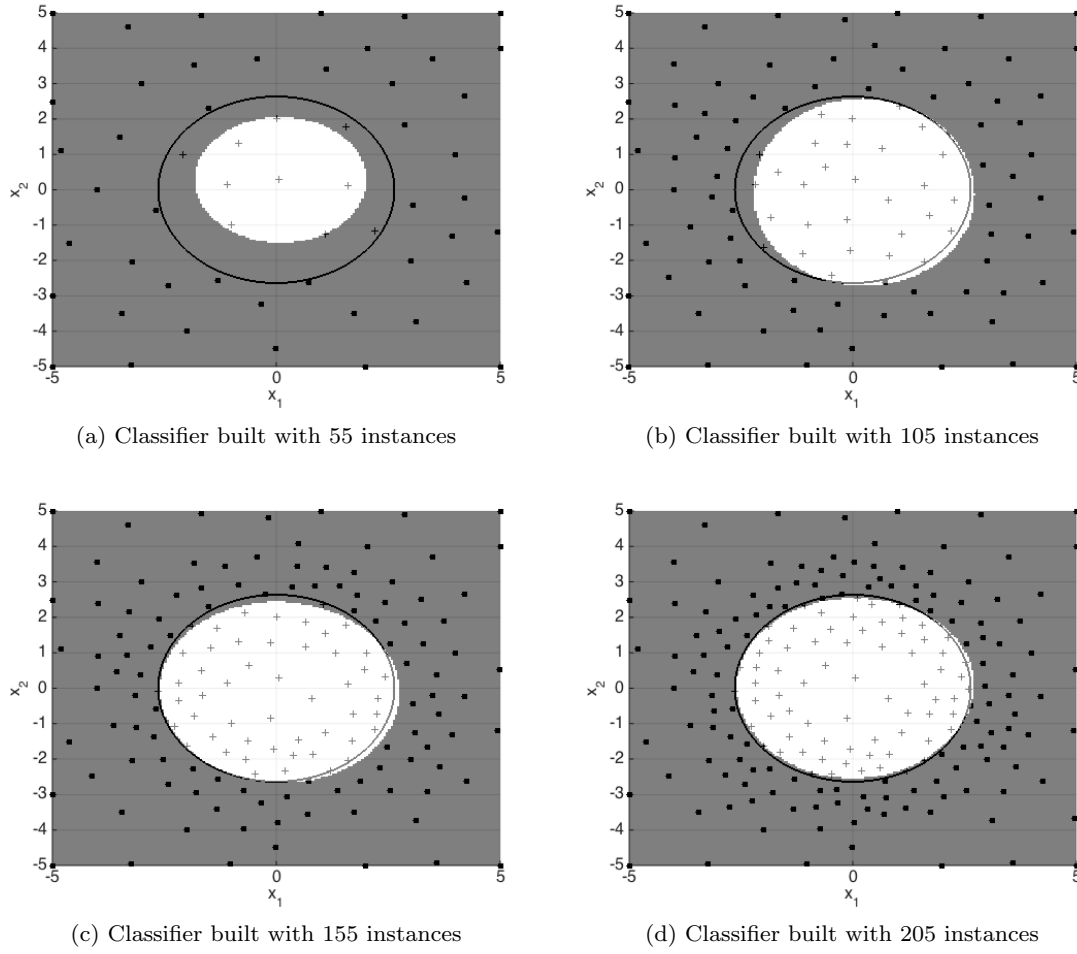 5
4
3
2
1
0
-1
-2
-3
-4
-5
x2
-5 0 5
x1
(a) Classifier built with 55 instances
5
4
3
2
1
0
-1
-2
-3
-4
-5
x2
-5 0 5
x1
(b) Classifier built with 105 instances
5
4
3
2
1
0
-1
-2
-3
-4
-5
x2
-5 0 5
x1
(c) Classifier built with 155 instances
5
4
3
2
1
0
-1
-2
-3
-4
-5
x2
-5 0 5
x1
(d) Classifier built with 205 instances